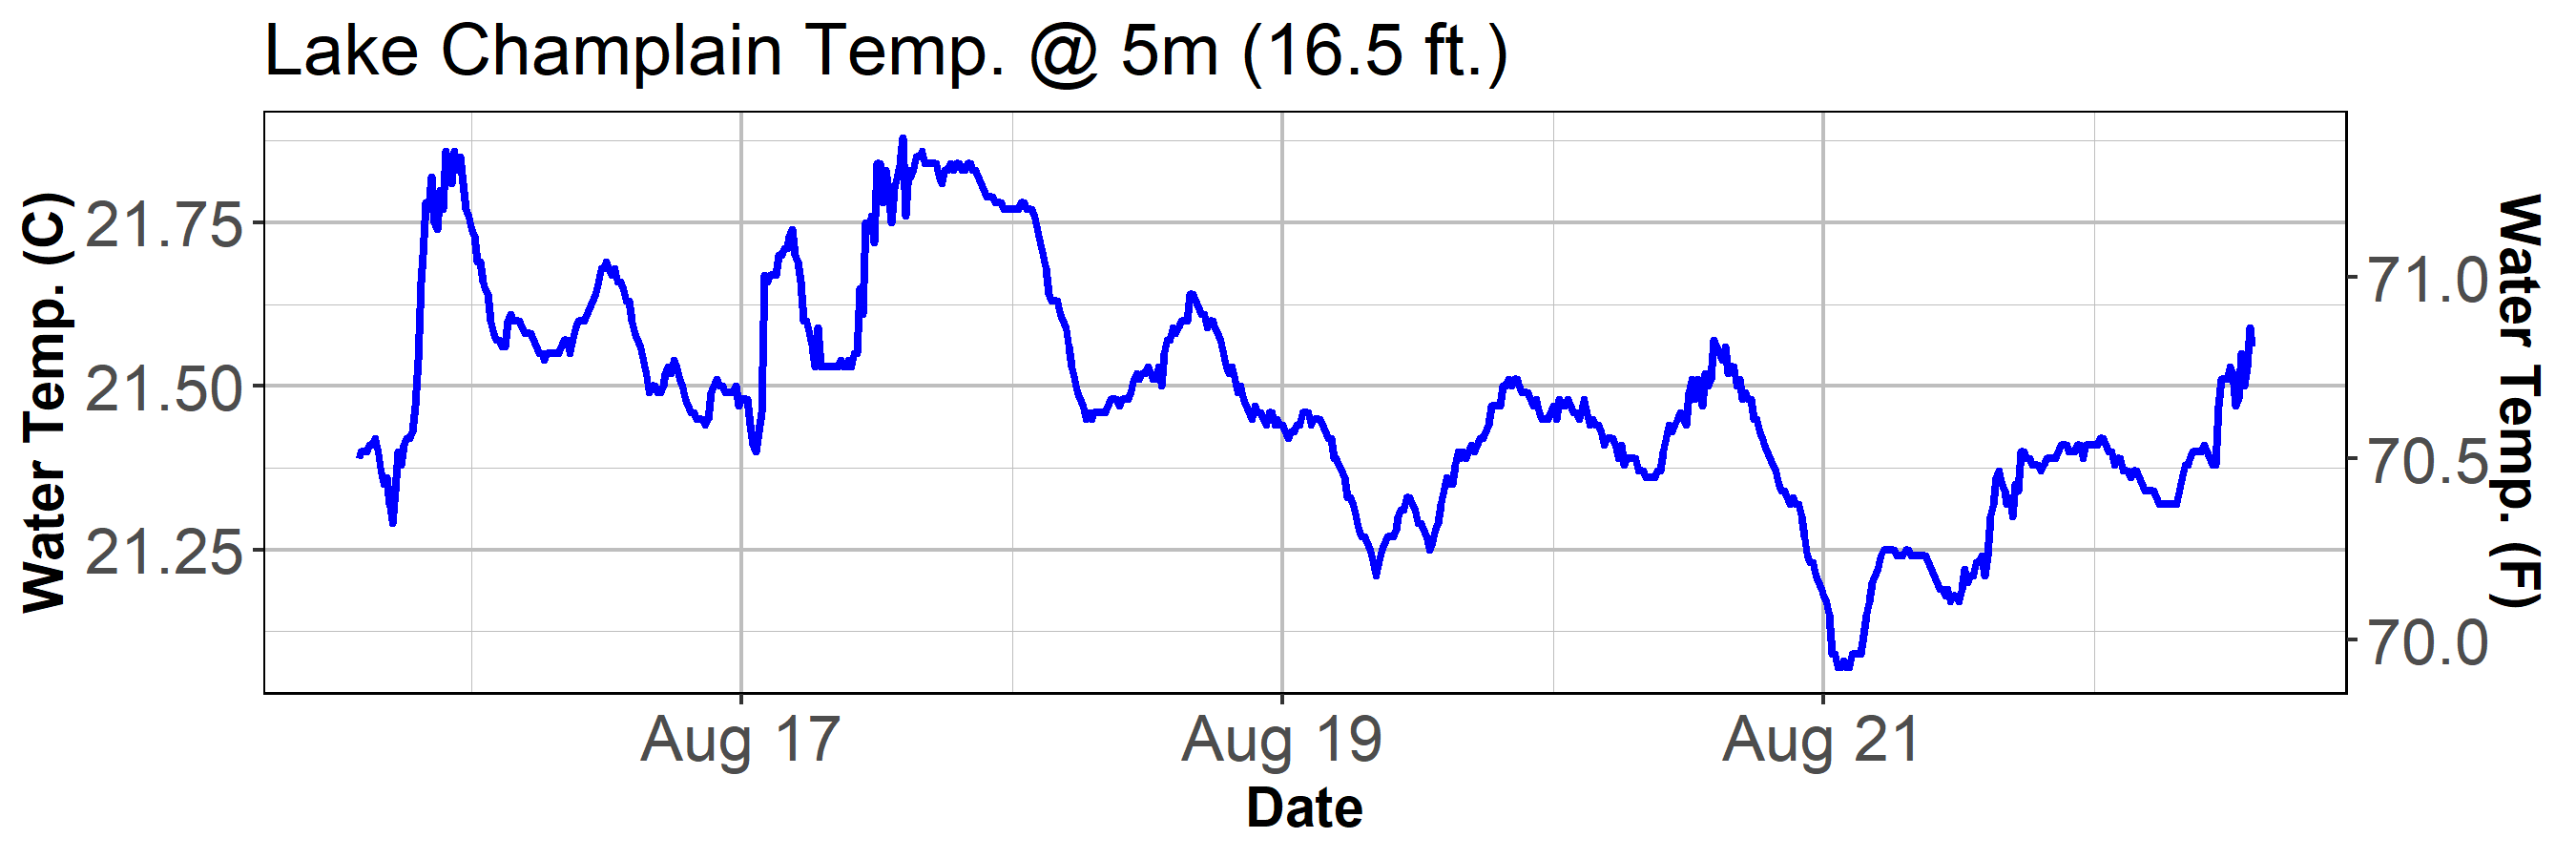 Lake Champlain Temp. @ 5m (16.5 ft.)
Water Temp. (C)
21.75
21.50
21.25
71.0
70.5
70.0
Water Temp. (F)
Aug 17
Aug 19
Aug 21
Date